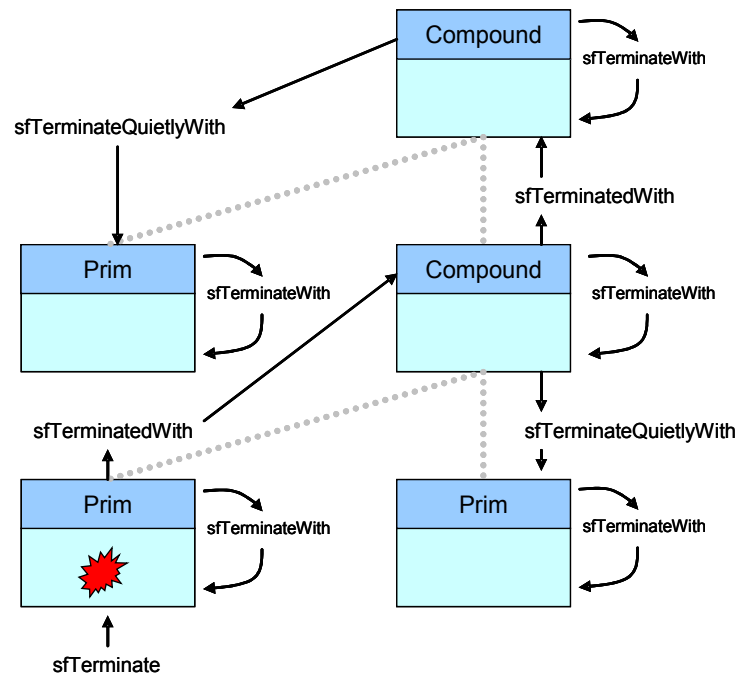 Compound
sfTerminateWith
sfTerminateQuietlyWith
sfTerminatedWith
Prim
sfTerminateWith
Compound
sfTerminateWith
sfTerminatedWith
sfTerminateQuietlyWith
Prim
sfTerminateWith
Prim
sfTerminateWith
sfTerminate